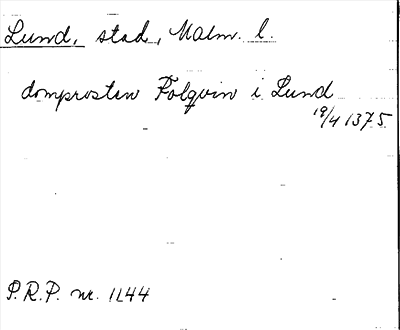 Lund, stad, Malm. l.
domprosten Folqvin i Lund
19/4 1375
P.R.P. nr. 1144